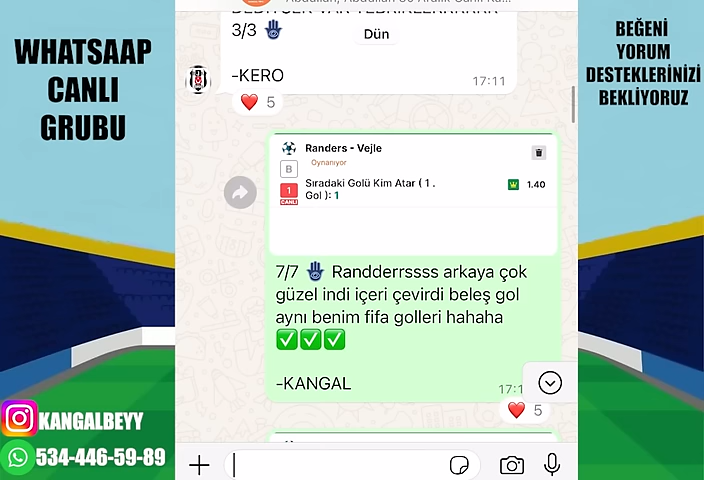 WHATSAAP
CANLI
GRUBU
BEĞENİ
YORUM
DESTEKLERİNİZİ
BEKLİYORUZ
3/3
Dün
-KERO
17:11
5
Randers - Vejle
Oynanıyor
B
1
CANLI
Sıradaki Golü Kim Atar ( 1 .
Gol ): 1
1.40
7/7 Randderrssss arkaya çok
güzel indi içeri çevirdi beleş gol
aynı benim fifa golleri hahaha
-KANGAL
5
KANGALBEYY
534-446-59-89